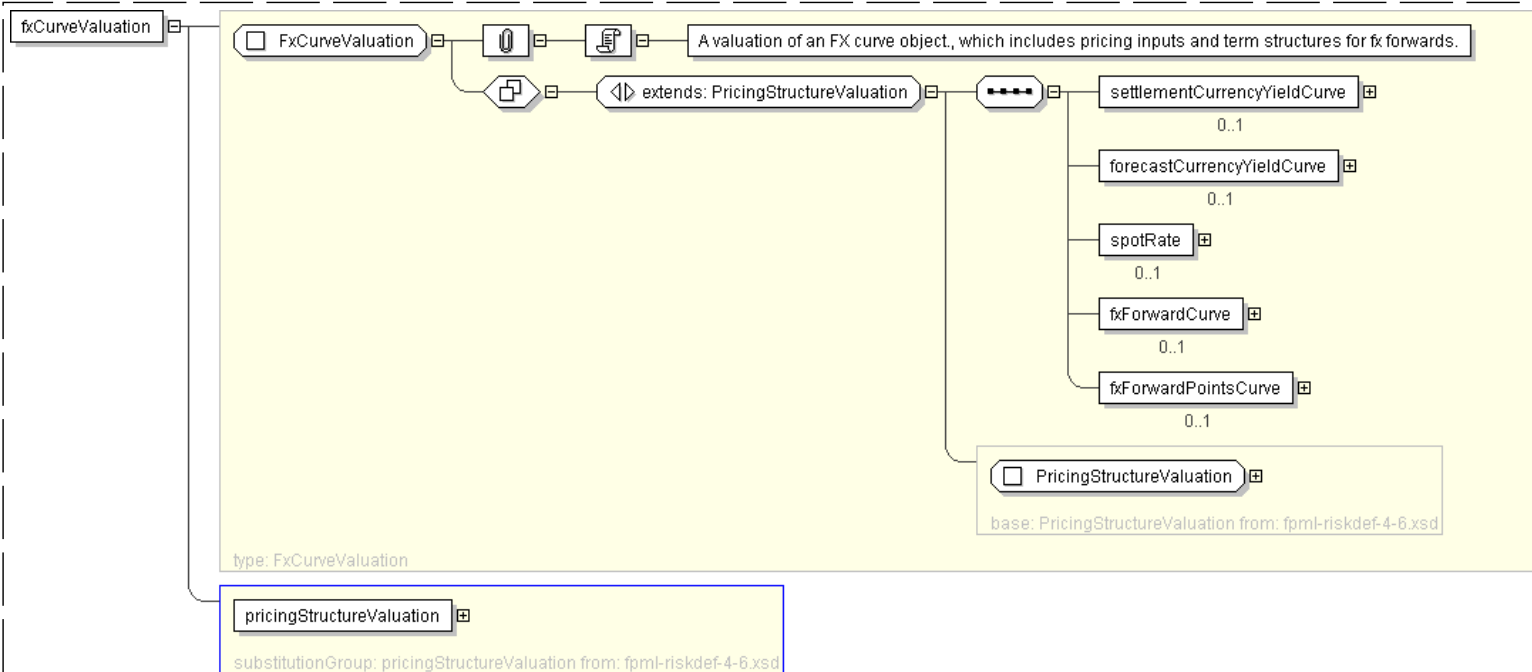 fxCurveValuation
FxCurveValuation
A valuation of an FX curve object., which includes pricing inputs and term structures for fx forwards.
extends: PricingStructureValuation
settlementCurrencyYieldCurve
0..1
forecastCurrencyYieldCurve
0..1
spotRate
0..1
fxForwardCurve
0..1
fxForwardPointsCurve
0..1
PricingStructureValuation
base: PricingStructureValuation from: fpml-riskdef-4-6.xsd
type: FxCurveValuation
pricingStructureValuation
substitutionGroup: pricingStructureValuation from: fpml-riskdef-4-6.xsd